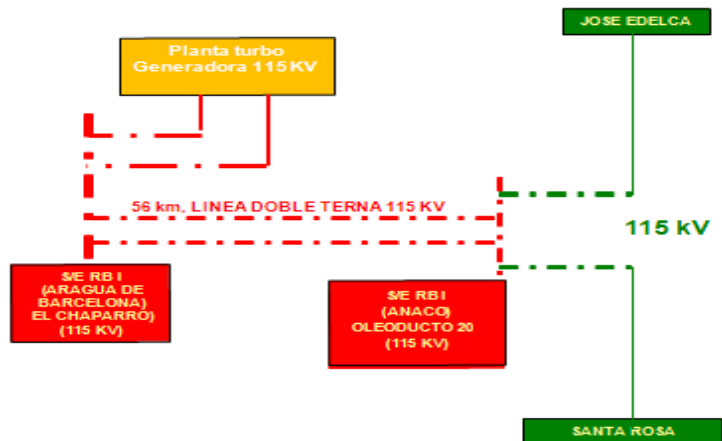 JOSE EDELCA
Planta turbo
Generadora 115 KV
56 km, LINEA DOBLE TERNA 115 KV
115 kV
S/E RB I
(ARAGUA DE
BARCELONA)
EL CHAPARRO)
(115 KV)
S/E RB I
(ANACO)
OLEODUCTO 20
(115 KV)
SANTA ROSA